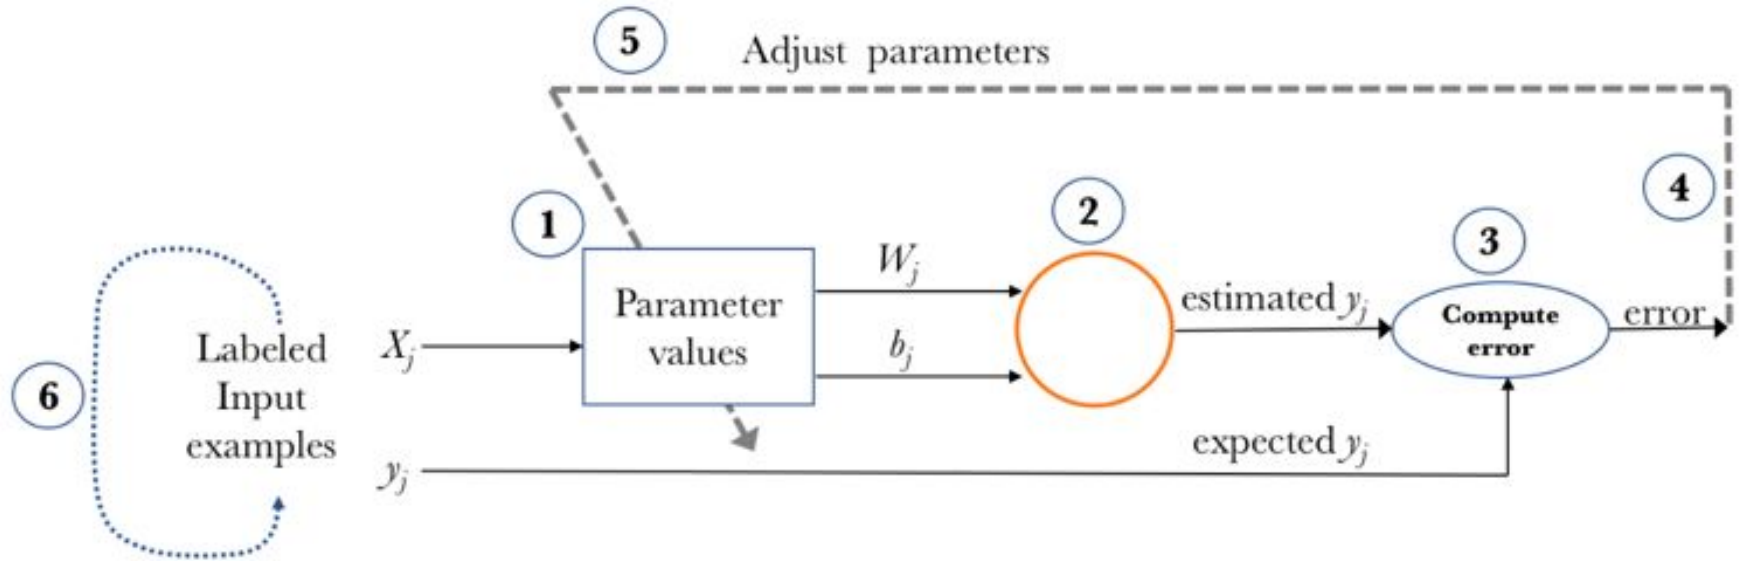 5
Adjust parameters
4
1
2
3
W_j
Parameter
values
estimated y_j
Compute
error
error
Labeled
Input
examples
X_j
b_j
6
expected y_j
y_j